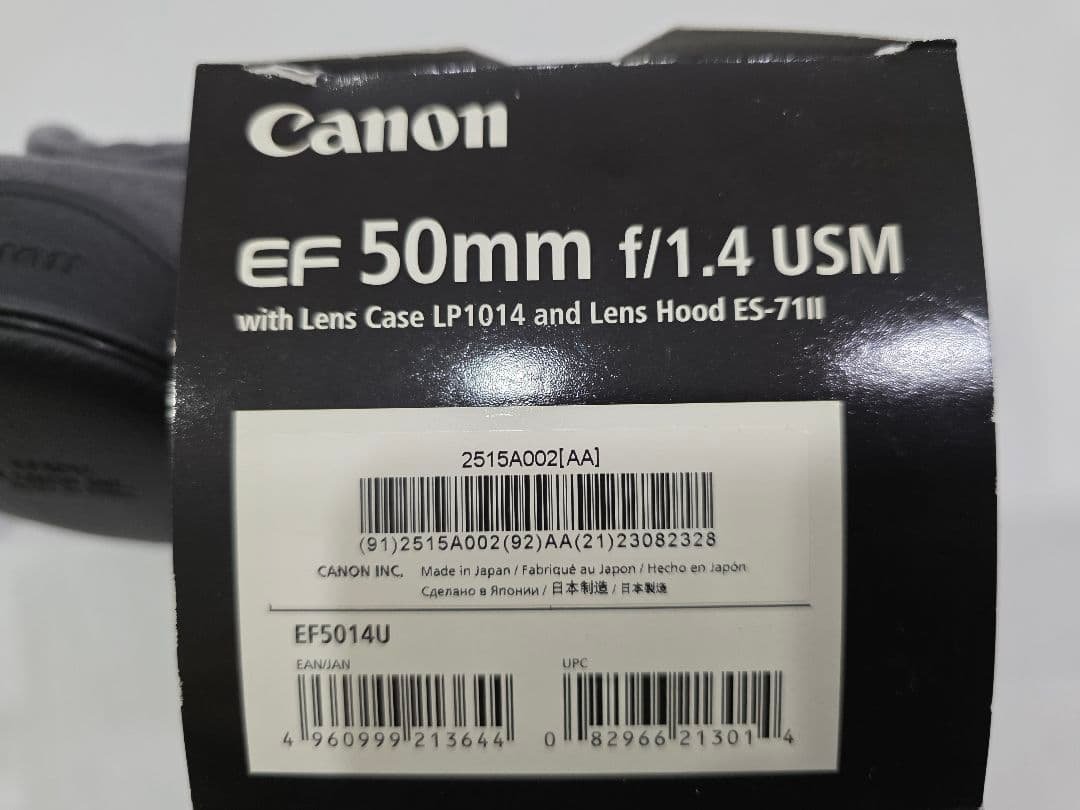 Canon
EF 50mm f/1.4 USM
with Lens Case LP1014 and Lens Hood ES-71II
2515A002[AA]
(91)2515A002(92)AA(21)23082328
CANON INC. Made in Japan / Fabriqué au Japon / Hecho en Japón
Сделано в Японии / 日本制造 / 日本製造
EF5014U
EAN/JAN UPC
4 960999 213644 0 82966 21301 4